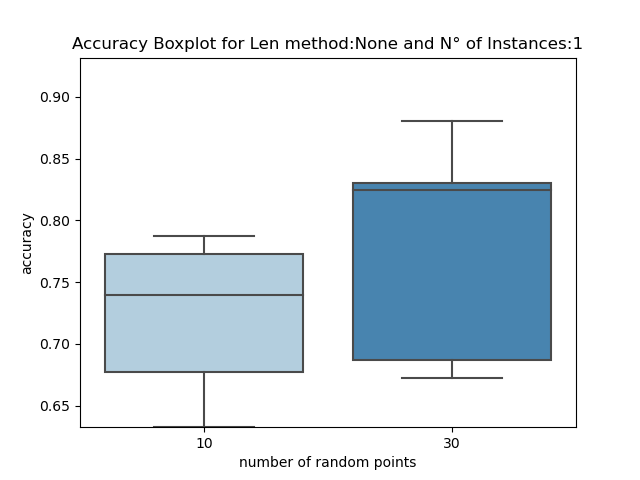 Accuracy Boxplot for Len method:None and N° of Instances:1
accuracy
0.90
0.85
0.80
0.75
0.70
0.65
10 30
number of random points